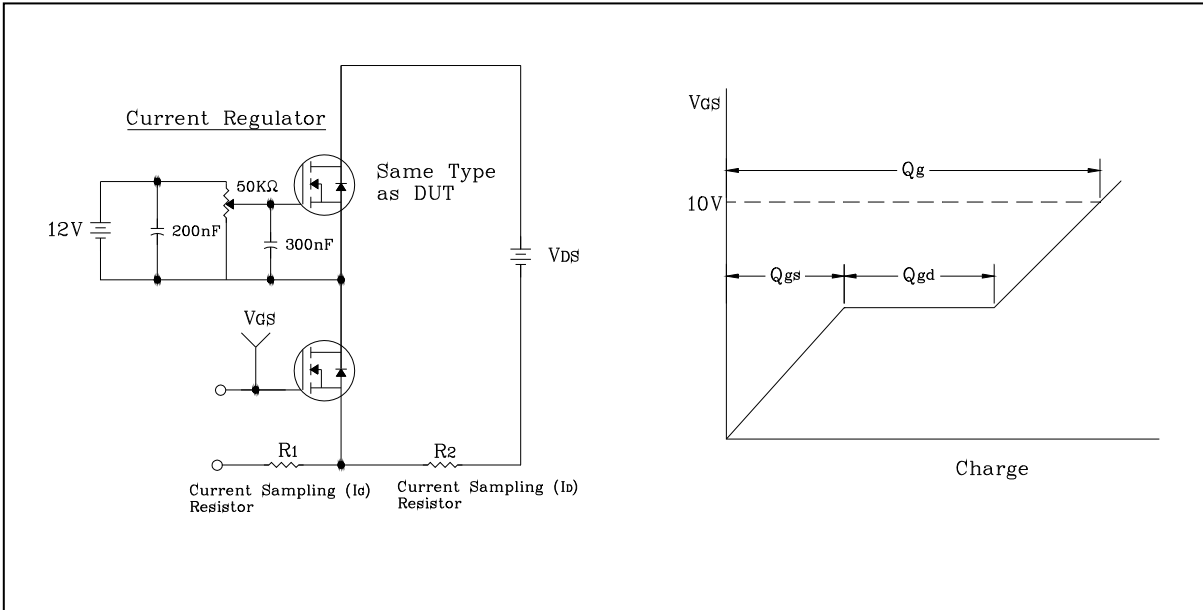 Current Regulator
Same Type
as DUT
50KΩ
12V
200nF
300nF
VDS
VGS
R1
R2
Current Sampling (IG)
Resistor
Current Sampling (ID)
Resistor
VGS
Qg
10V
Qgs
Qgd
Charge